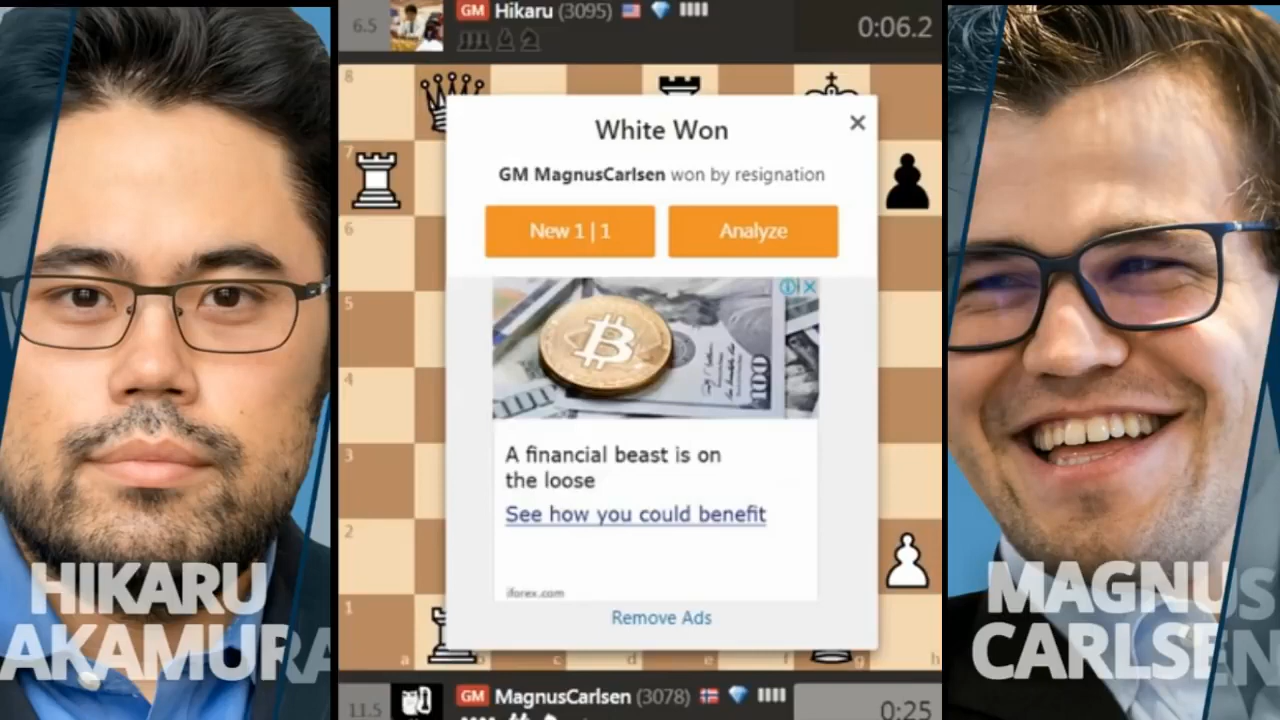 6.5
GM Hikaru (3095)
0:06.2
8
7
6
5
4
3
2
1
White Won
×
GM MagnusCarlsen won by resignation
New 1 | 1
Analyze
100
A financial beast is on
the loose
See how you could benefit
iforex.com
Remove Ads
a b c d e f g h
11.5
GM MagnusCarlsen (3078)
0:25
HIKARU
AKAMURA
MAGNUS
CARLSEN